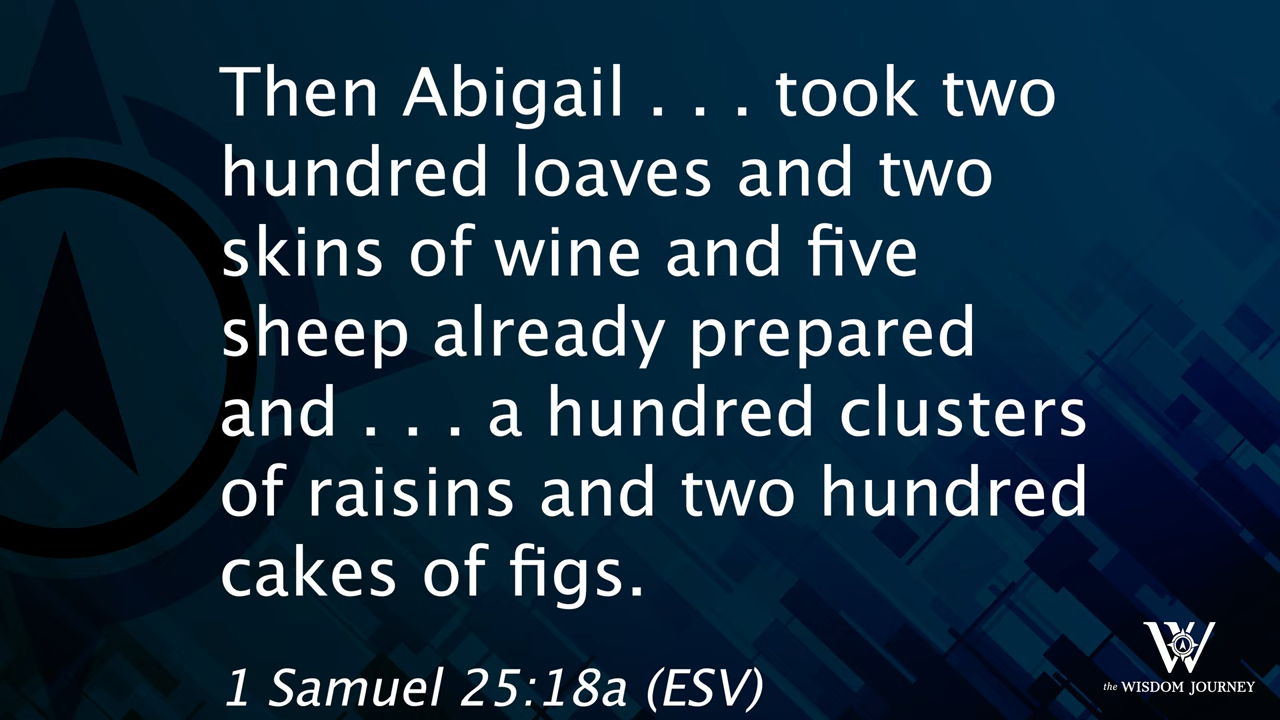 Then Abigail . . . took two
hundred loaves and two
skins of wine and five
sheep already prepared
and . . . a hundred clusters
of raisins and two hundred
cakes of figs.
1 Samuel 25:18a (ESV)
W
the WISDOM JOURNEY